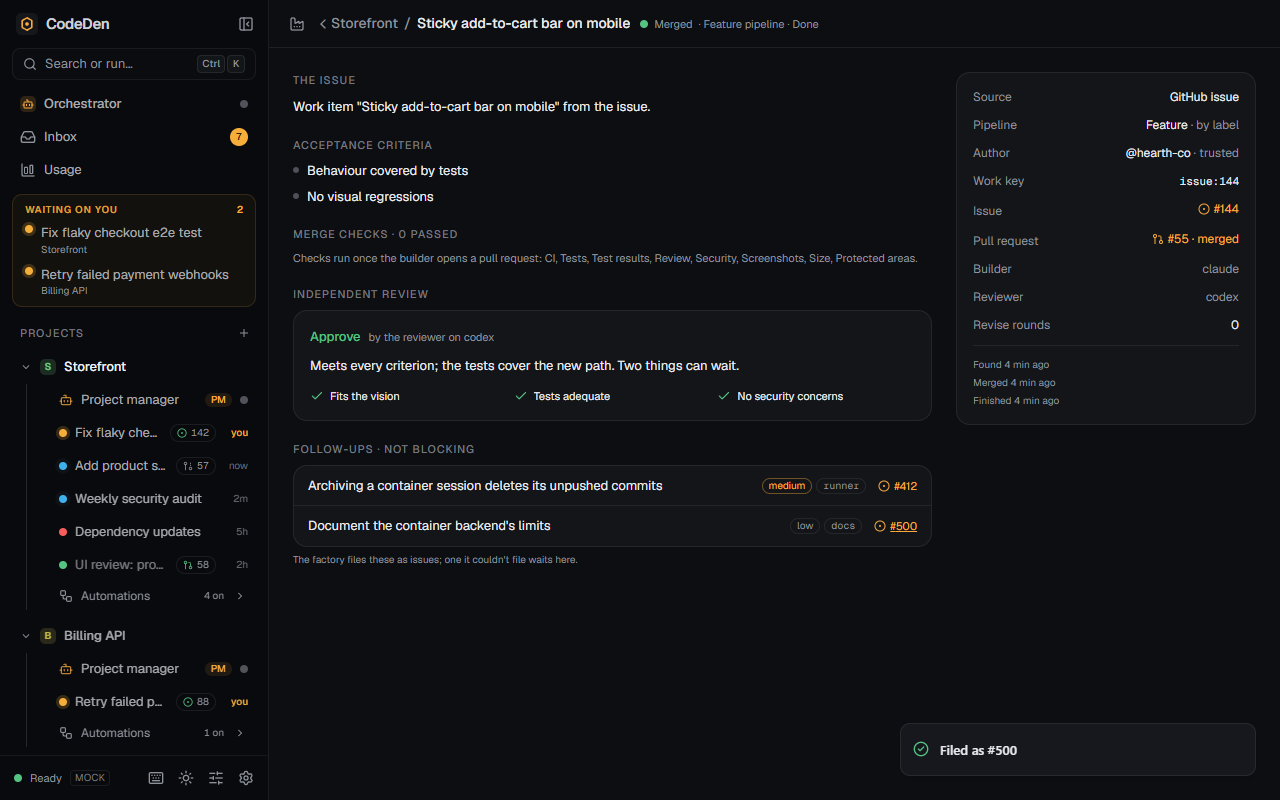 CodeDen
Search or run... Ctrl K
Orchestrator
Inbox 7
Usage
WAITING ON YOU 2
Fix flaky checkout e2e test
Storefront
Retry failed payment webhooks
Billing API
PROJECTS
S Storefront
Project manager PM
Fix flaky che... 142 you
Add product s... 57 now
Weekly security audit 2m
Dependency updates 5h
UI review: pro... 58 2h
Automations 4 on
B Billing API
Project manager PM
Retry failed p... 88 you
Automations 1 on
Ready MOCK
Storefront / Sticky add-to-cart bar on mobile Merged · Feature pipeline · Done
THE ISSUE
Work item "Sticky add-to-cart bar on mobile" from the issue.
ACCEPTANCE CRITERIA
Behaviour covered by tests
No visual regressions
MERGE CHECKS · 0 PASSED
Checks run once the builder opens a pull request: CI, Tests, Test results, Review, Security, Screenshots, Size, Protected areas.
INDEPENDENT REVIEW
Approve by the reviewer on codex
Meets every criterion; the tests cover the new path. Two things can wait.
Fits the vision Tests adequate No security concerns
FOLLOW-UPS · NOT BLOCKING
Archiving a container session deletes its unpushed commits medium runner #412
Document the container backend's limits low docs #500
The factory files these as issues; one it couldn't file waits here.
Source GitHub issue
Pipeline Feature · by label
Author @hearth-co · trusted
Work key issue:144
Issue #144
Pull request #55 · merged
Builder claude
Reviewer codex
Revise rounds 0
Found 4 min ago
Merged 4 min ago
Finished 4 min ago
Filed as #500